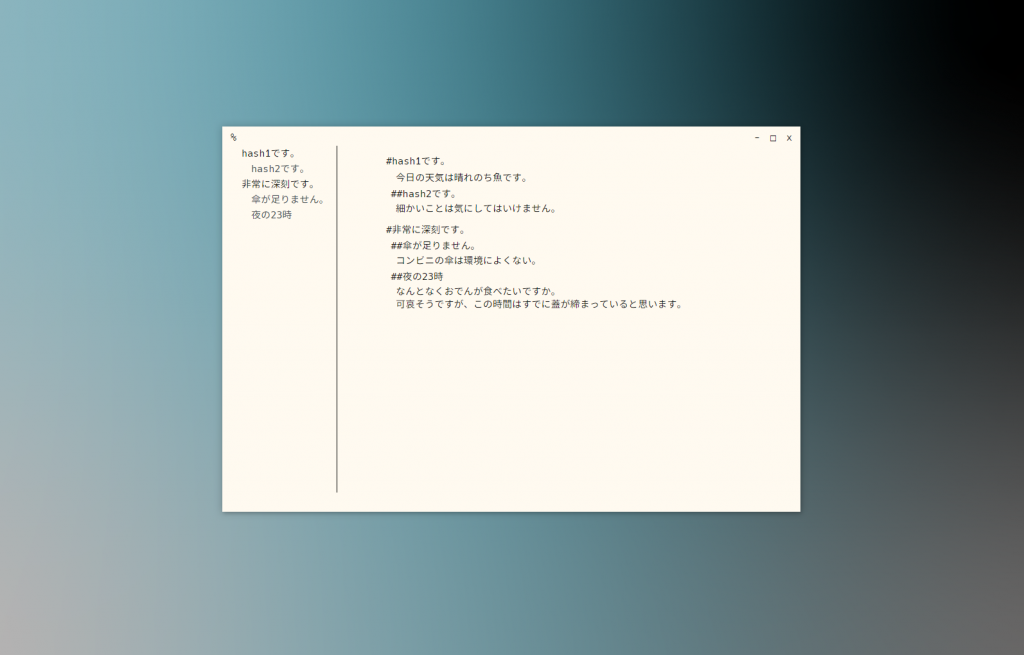 %
− □ x
hash1です。
hash2です。
非常に深刻です。
傘が足りません。
夜の23時
#hash1です。
今日の天気は晴れのち魚です。
##hash2です。
細かいことは気にしてはいけません。
#非常に深刻です。
##傘が足りません。
コンビニの傘は環境によくない。
##夜の23時
なんとなくおでんが食べたいですか。
可哀そうですが、この時間はすでに蓋が締まっていると思います。